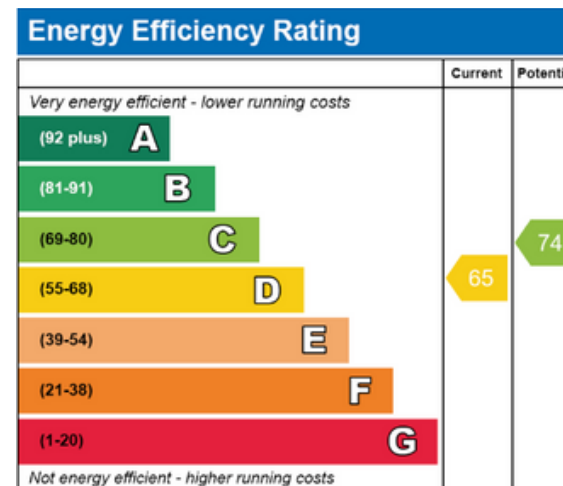 Energy Efficiency Rating
Current Potenti
Very energy efficient - lower running costs
(92 plus) A
(81-91) B
(69-80) C
74
(55-68) D
65
(39-54) E
(21-38) F
(1-20) G
Not energy efficient - higher running costs